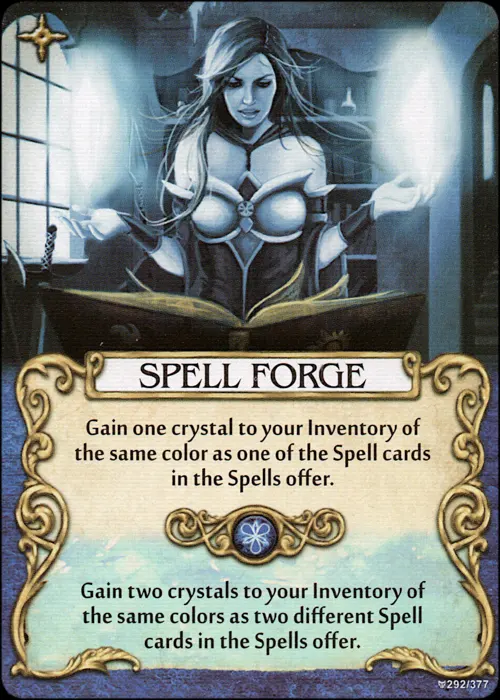 SPELL FORGE
Gain one crystal to your Inventory of
the same color as one of the Spell cards
in the Spells offer.
Gain two crystals to your Inventory of
the same colors as two different Spell
cards in the Spells offer.
292/377